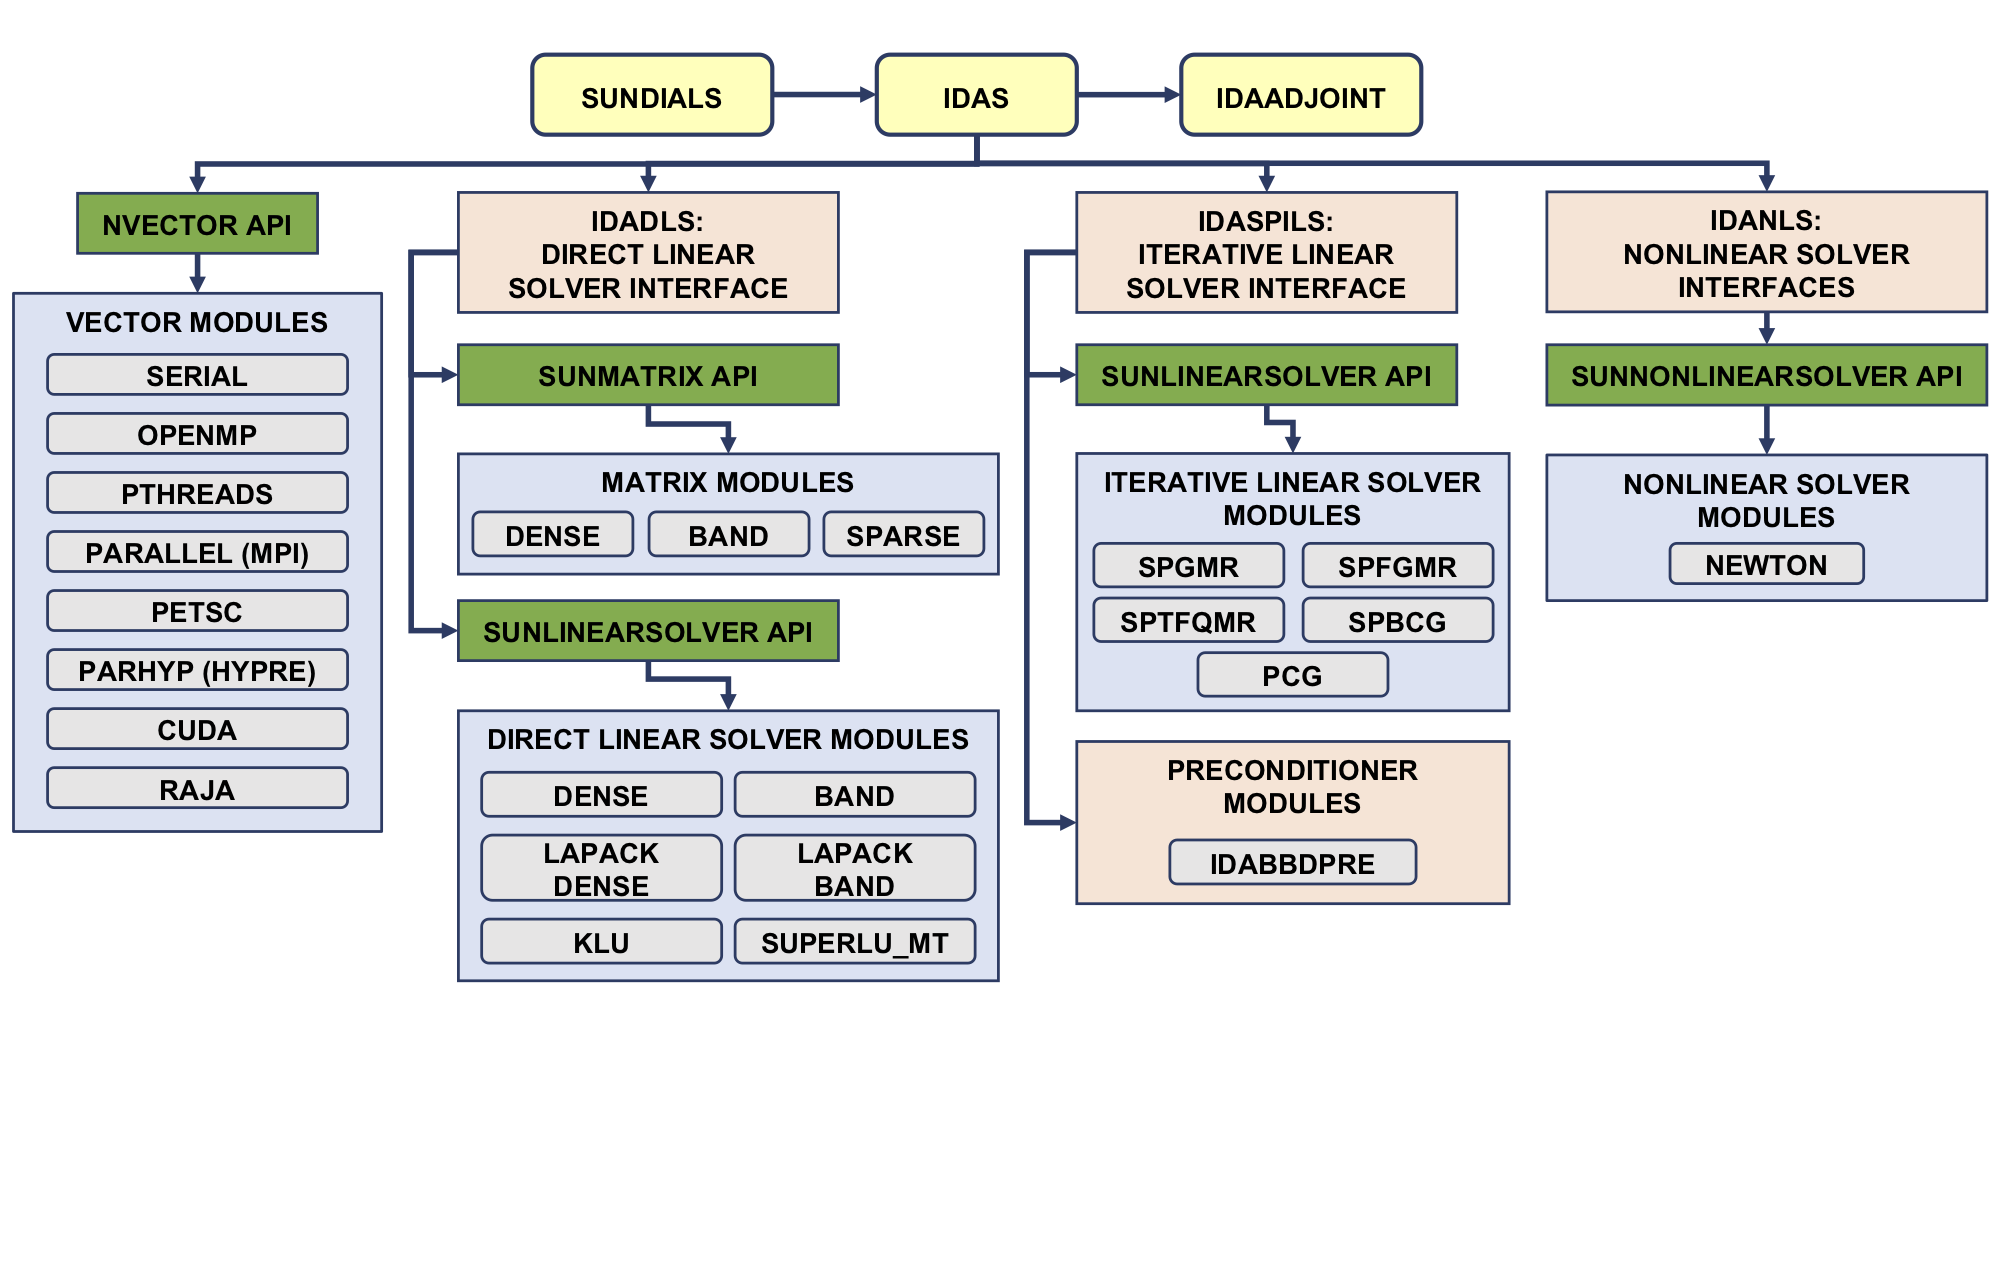 SUNDIALS
IDAS
IDAADJOINT
NVECTOR API
VECTOR MODULES
SERIAL
OPENMP
PTHREADS
PARALLEL (MPI)
PETSC
PARHYP (HYPRE)
CUDA
RAJA
IDADLS:
DIRECT LINEAR
SOLVER INTERFACE
SUNMATRIX API
MATRIX MODULES
DENSE
BAND
SPARSE
SUNLINEARSOLVER API
DIRECT LINEAR SOLVER MODULES
DENSE
BAND
LAPACK
DENSE
LAPACK
BAND
KLU
SUPERLU_MT
IDASPILS:
ITERATIVE LINEAR
SOLVER INTERFACE
SUNLINEARSOLVER API
ITERATIVE LINEAR SOLVER
MODULES
SPGMR
SPFGMR
SPTFQMR
SPBCG
PCG
PRECONDITIONER
MODULES
IDABBDPRE
IDANLS:
NONLINEAR SOLVER
INTERFACES
SUNNONLINEARSOLVER API
NONLINEAR SOLVER
MODULES
NEWTON